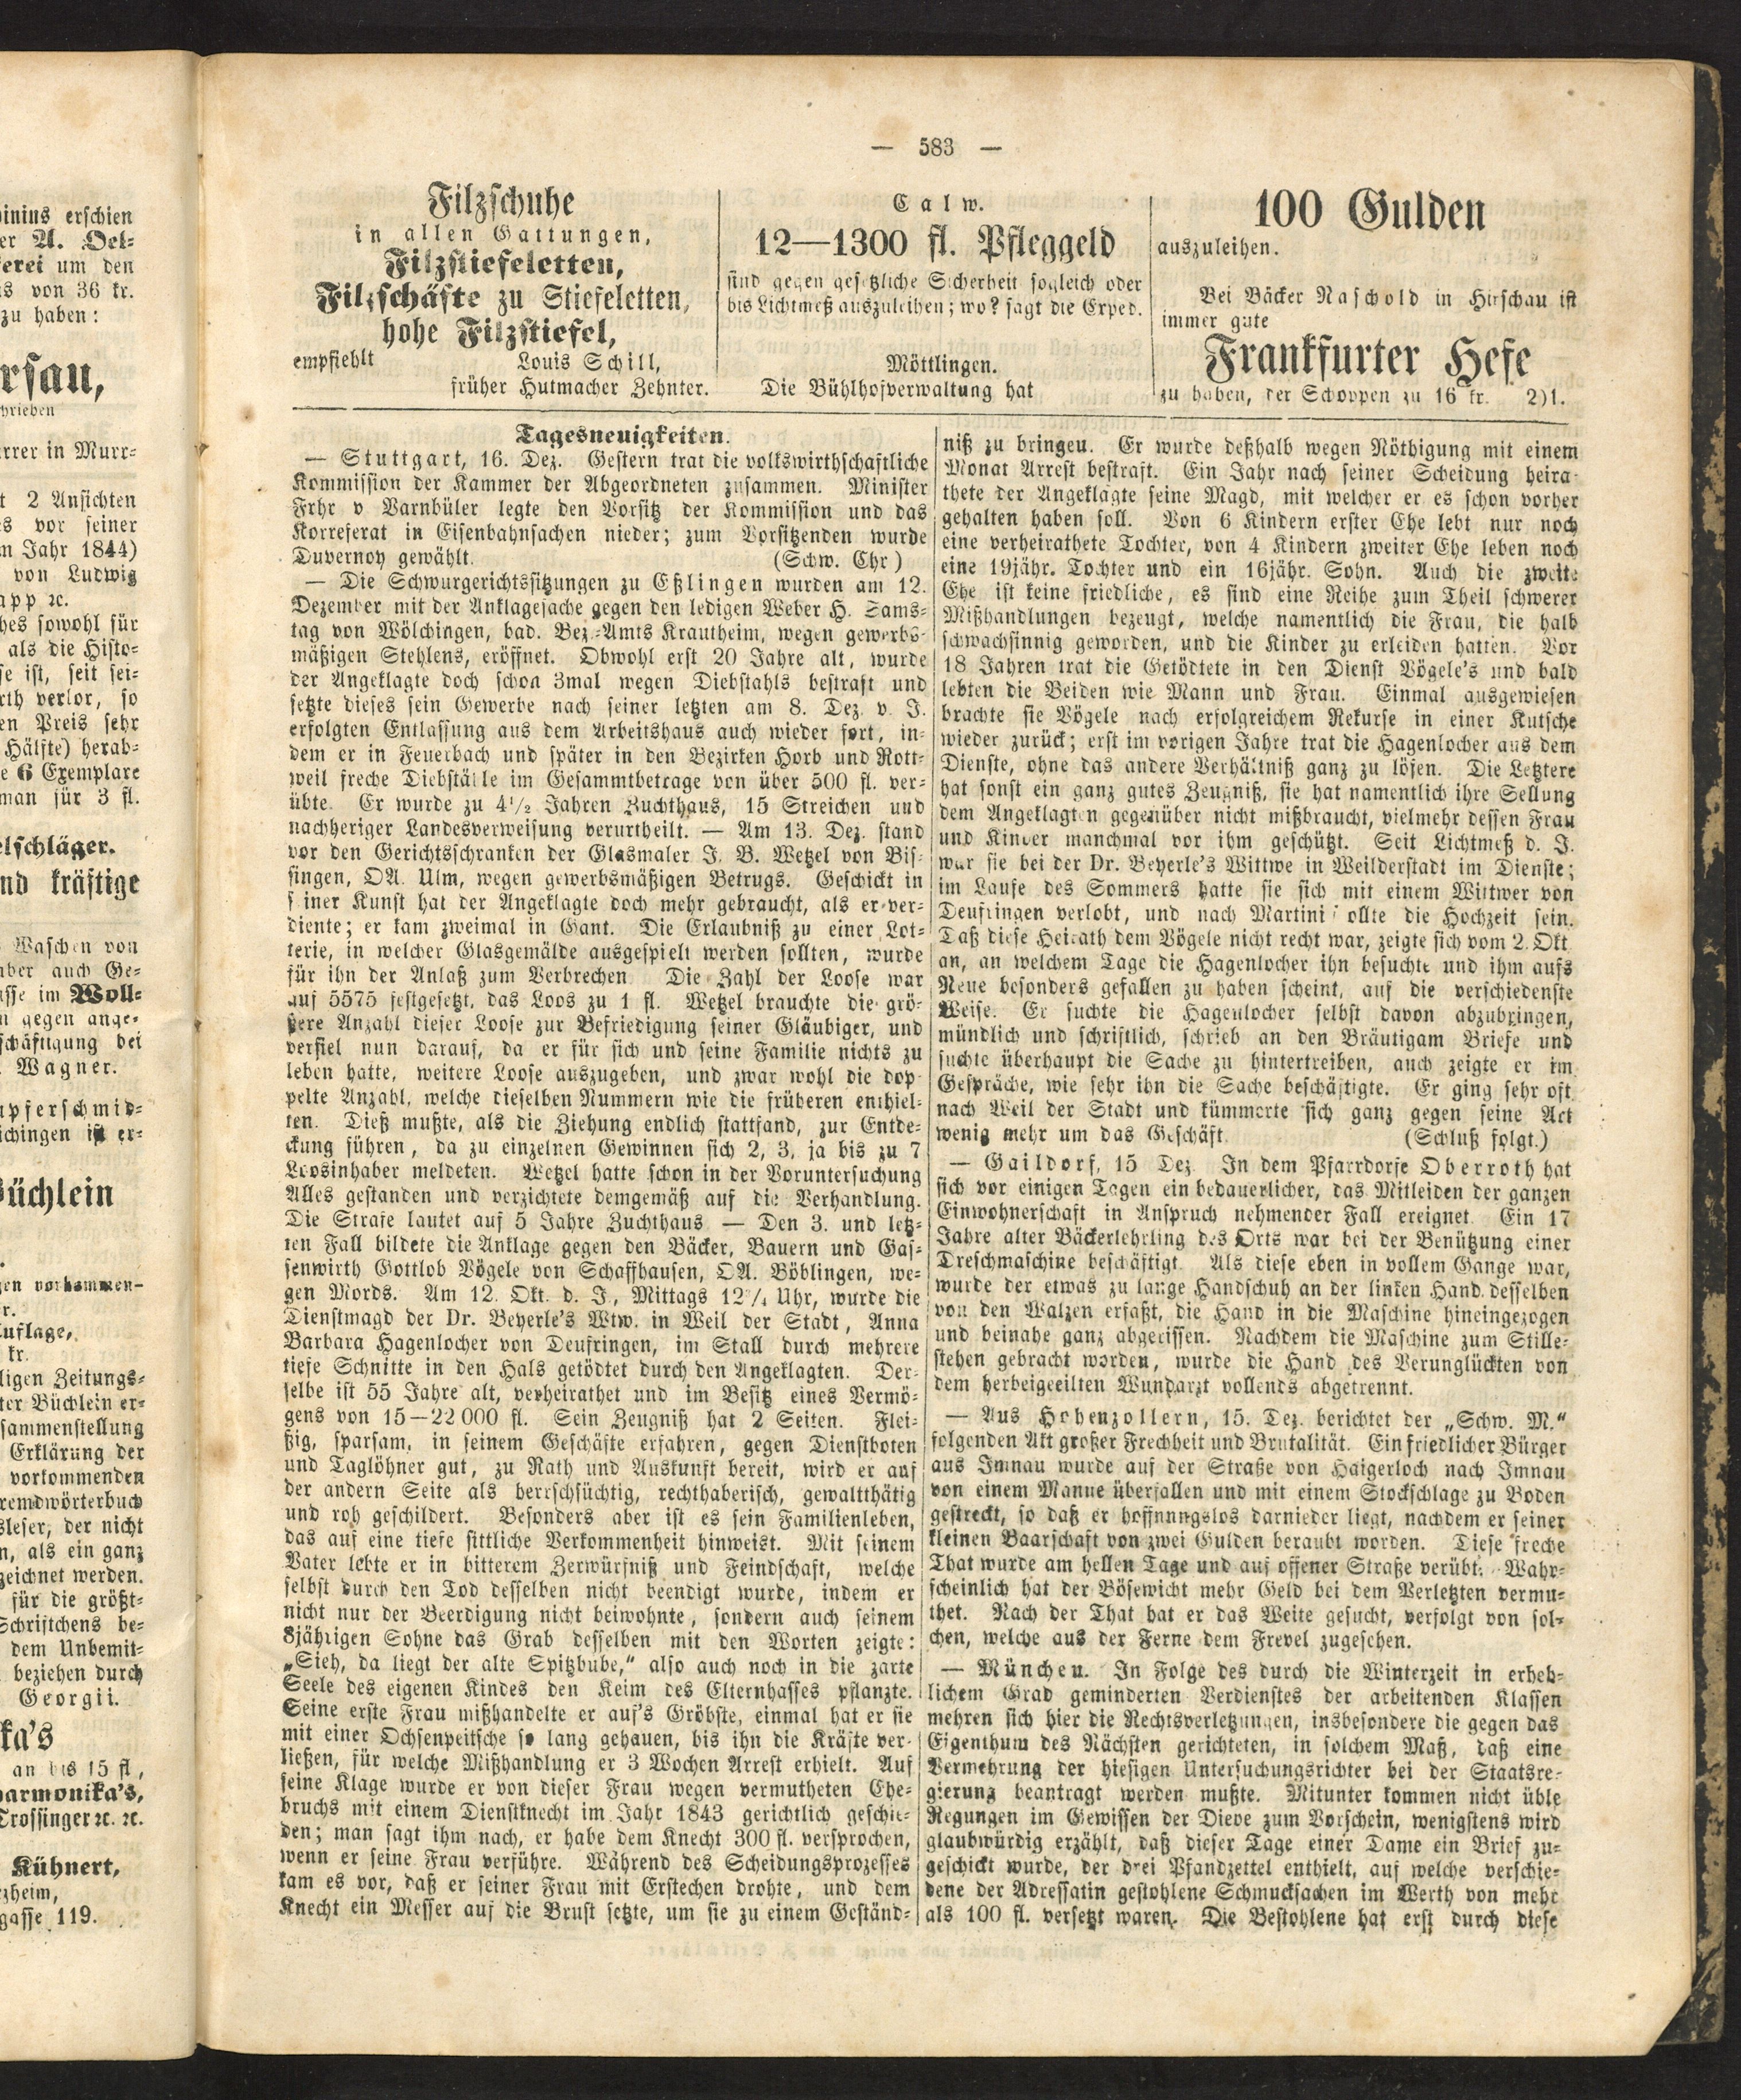 — 583 —
Filzschuhe
in allen Gattungen,
Filzstiefeletten,
Filzschäfte zu Stiefeletten,
hohe Filzstiefel,
empfiehlt Louis Schill,
früher Hutmacher Zehnter.
Calw.
12—1300 fl. Pfleggeld
sind gegen gesetzliche Sicherheit sogleich oder
bis Lichtmeß auszuleihen; wo? sagt die Exped.
Möttlingen.
Die Bühlhofverwaltung hat
100 Gulden
auszuleihen.
Bei Bäcker Naschold in Hirschau ist
immer gute
Frankfurter Hefe
zu haben, der Schoppen zu 16 kr. 2)1.
Tagesneuigkeiten.
— Stuttgart, 16. Dez. Gestern trat die volkswirthschaftliche
Kommission der Kammer der Abgeordneten zusammen. Minister
Frhr v Varnbüler legte den Vorsitz der Kommission und das
Korreferat in Eisenbahnsachen nieder; zum Vorsitzenden wurde
Duvernoy gewählt. (Schw. Chr)
— Die Schwurgerichtssitzungen zu Eßlingen wurden am 12.
Dezember mit der Anklagesache gegen den ledigen Weber H. Sams-
tag von Wölchingen, bad. Bez.-Amts Krautheim, wegen gewerbs-
mäßigen Stehlens, eröffnet. Obwohl erst 20 Jahre alt, wurde
der Angeklagte doch schon 3mal wegen Diebstahls bestraft und
setzte dieses sein Gewerbe nach seiner letzten am 8. Dez. v. J.
erfolgten Entlassung aus dem Arbeitshaus auch wieder fort, in-
dem er in Feuerbach und später in den Bezirken Horb und Rott-
weil freche Diebstähle im Gesammtbetrage von über 500 fl. ver-
übte. Er wurde zu 4½ Jahren Zuchthaus, 15 Streichen und
nachheriger Landesverweisung verurtheilt. — Am 13. Dez. stand
vor den Gerichtsschranken der Glasmaler J. B. Wetzel von Bis-
singen, OA. Ulm, wegen gewerbsmäßigen Betrugs. Geschickt in
s iner Kunst hat der Angeklagte doch mehr gebraucht, als er ver-
diente; er kam zweimal in Gant. Die Erlaubniß zu einer Lot-
terie, in welcher Glasgemälde ausgespielt werden sollten, wurde
für ihn der Anlaß zum Verbrechen Die Zahl der Loose war
auf 5575 festgesetzt, das Loos zu 1 fl. Wetzel brauchte die grö-
ßere Anzahl dieser Loose zur Befriedigung seiner Gläubiger, und
verfiel nun darauf, da er für sich und seine Familie nichts zu
leben hatte, weitere Loose auszugeben, und zwar wohl die dop-
pelte Anzahl, welche dieselben Nummern wie die früheren enthiel-
ten. Dieß mußte, als die Ziehung endlich stattfand, zur Entde-
ckung führen, da zu einzelnen Gewinnen sich 2, 3, ja bis zu 7
Loosinhaber meldeten. Wetzel hatte schon in der Voruntersuchung
Alles gestanden und verzichtete demgemäß auf die Verhandlung.
Die Strafe lautet auf 5 Jahre Zuchthaus — Den 3. und letz-
ten Fall bildete die Anklage gegen den Bäcker, Bauern und Gas-
senwirth Gottlob Vögele von Schaffhausen, OA. Böblingen, we-
gen Mords. Am 12. Okt. d. J., Mittags Uhr, wurde die
Dienstmagd der Dr. Beyerle's Wtw. in Weil der Stadt, Anna
Barbara Hagenlocher von Deufringen, im Stall durch mehrere
tiefe Schnitte in den Hals getödtet durch den Angeklagten. Der-
selbe ist 55 Jahre alt, verheirathet und im Besitz eines Vermö-
gens von 15—22000 fl. Sein Zeugniß hat 2 Seiten. Flei-
ßig, sparsam, in seinem Geschäfte erfahren, gegen Dienstboten
und Taglöhner gut, zu Rath und Auskunft bereit, wird er auf
der andern Seite als herrschsüchtig, rechthaberisch, gewaltthätig
und roh geschildert. Besonders aber ist es sein Familienleben,
das auf eine tiefe sittliche Verkommenheit hinweist. Mit seinem
Vater lebte er in bitterem Zerwürfniß und Feindschaft, welche
selbst durch den Tod desselben nicht beendigt wurde, indem er
nicht nur der Beerdigung nicht beiwohnte, sondern auch seinem
8jährigen Sohne das Grab desselben mit den Worten zeigte:
„Sieh, da liegt der alte Spitzbube,“ also auch noch in die zarte
Seele des eigenen Kindes den Keim des Elternhasses pflanzte.
Seine erste Frau mißhandelte er auf's Gröbste, einmal hat er sie
mit einer Ochsenpeitsche so lang gehauen, bis ihn die Kräfte ver-
ließen, für welche Mißhandlung er 3 Wochen Arrest erhielt. Auf
seine Klage wurde er von dieser Frau wegen vermutheten Ehe-
bruchs mit einem Dienstknecht im Jahr 1843 gerichtlich geschie-
den; man sagt ihm nach, er habe dem Knecht 300 fl. versprochen,
wenn er seine Frau verführe. Während des Scheidungsprozesses
kam es vor, daß er seiner Frau mit Erstechen drohte, und dem
Knecht ein Messer auf die Brust setzte, um sie zu einem Geständ-
niß zu bringen. Er wurde deßhalb wegen Nöthigung mit einem
Monat Arrest bestraft. Ein Jahr nach seiner Scheidung heira-
thete der Angeklagte seine Magd, mit welcher er es schon vorher
gehalten haben soll. Von 6 Kindern erster Ehe lebt nur noch
eine verheirathete Tochter, von 4 Kindern zweiter Ehe leben noch
eine 19jähr. Tochter und ein 16jähr. Sohn. Auch die zweite
Ehe ist keine friedliche, es sind eine Reihe zum Theil schwerer
Mißhandlungen bezeugt, welche namentlich die Frau, die halb
schwachsinnig geworden, und die Kinder zu erleiden hatten. Vor
18 Jahren trat die Getödtete in den Dienst Vögele's und bald
lebten die Beiden wie Mann und Frau. Einmal ausgewiesen
brachte sie Vögele nach erfolgreichem Rekurse in einer Kutsche
wieder zurück; erst im vorigen Jahre trat die Hagenlocher aus dem
Dienste, ohne das andere Verhältniß ganz zu lösen. Die Letztere
hat sonst ein ganz gutes Zeugniß, sie hat namentlich ihre Sellung
dem Angeklagten gegenüber nicht mißbraucht, vielmehr dessen Frau
und Kinder manchmal vor ihm geschützt. Seit Lichtmeß d. J.
war sie bei der Dr. Beyerle's Wittwe in Weilderstadt im Dienste;
im Laufe des Sommers hatte sie sich mit einem Wittwer von
Deufringen verlobt, und nach Martini ollte die Hochzeit sein.
Daß diese Heirath dem Vögele nicht recht war, zeigte sich vom 2. Okt
an, an welchem Tage die Hagenlocher ihn besuchte und ihm aufs
Neue besonders gefallen zu haben scheint, auf die verschiedenste
Weise. Er suchte die Hagenlocher selbst davon abzubringen,
mündlich und schriftlich, schrieb an den Bräutigam Briefe und
suchte überhaupt die Sache zu hintertreiben, auch zeigte er im
Gespräche, wie sehr ihn die Sache beschäftigte. Er ging sehr oft
nach Weil der Stadt und kümmerte sich ganz gegen seine Art
wenig mehr um das Geschäft. (Schluß folgt.)
— Gaildorf, 15 Dez In dem Pfarrdorfe Oberroth hat
sich vor einigen Tagen ein bedauerlicher, das Mitleiden der ganzen
Einwohnerschaft in Anspruch nehmender Fall ereignet Ein 17
Jahre alter Bäckerlehrling des Orts war bei der Benützung einer
Dreschmaschine beschäftigt Als diese eben in vollem Gange war,
wurde der etwas zu lange Handschuh an der linken Hand desselben
von den Walzen erfaßt, die Hand in die Maschine hineingezogen
und beinahe ganz abgerissen. Nachdem die Maschine zum Stille-
stehen gebracht worden, wurde die Hand des Verunglückten von
dem herbeigeeilten Wundarzt vollends abgetrennt.
— Aus Hohenzollern, 15. Dez. berichtet der „Schw. M.“
folgenden Akt großer Frechheit und Brutalität. Ein friedlicher Bürger
aus Imnau wurde auf der Straße von Haigerloch nach Imnau
von einem Manne überfallen und mit einem Stockschlage zu Boden
gestreckt, so daß er hoffnungslos darnieder liegt, nachdem er seiner
kleinen Baarschaft von zwei Gulden beraubt worden. Diese freche
That wurde am hellen Tage und auf offener Straße verübt. Wahr-
scheinlich hat der Bösewicht mehr Geld bei dem Verletzten vermu-
thet. Nach der That hat er das Weite gesucht, verfolgt von sol-
chen, welche aus der Ferne dem Frevel zugesehen.
— München. In Folge des durch die Winterzeit in erheb-
lichem Grad geminderten Verdienstes der arbeitenden Klassen
mehren sich hier die Rechtsverletzungen, insbesondere die gegen das
Eigenthum des Nächsten gerichteten, in solchem Maß, daß eine
Vermehrung der hiesigen Untersuchungsrichter bei der Staatsre-
gierung beantragt werden mußte. Mitunter kommen nicht üble
Regungen im Gewissen der Diebe zum Vorschein, wenigstens wird
glaubwürdig erzählt, daß dieser Tage einer Dame ein Brief zu-
geschickt wurde, der drei Pfandzettel enthielt, auf welche verschie-
dene der Adressatin gestohlene Schmucksachen im Werth von mehr
als 100 fl. versetzt waren. Die Bestohlene hat erst durch diese